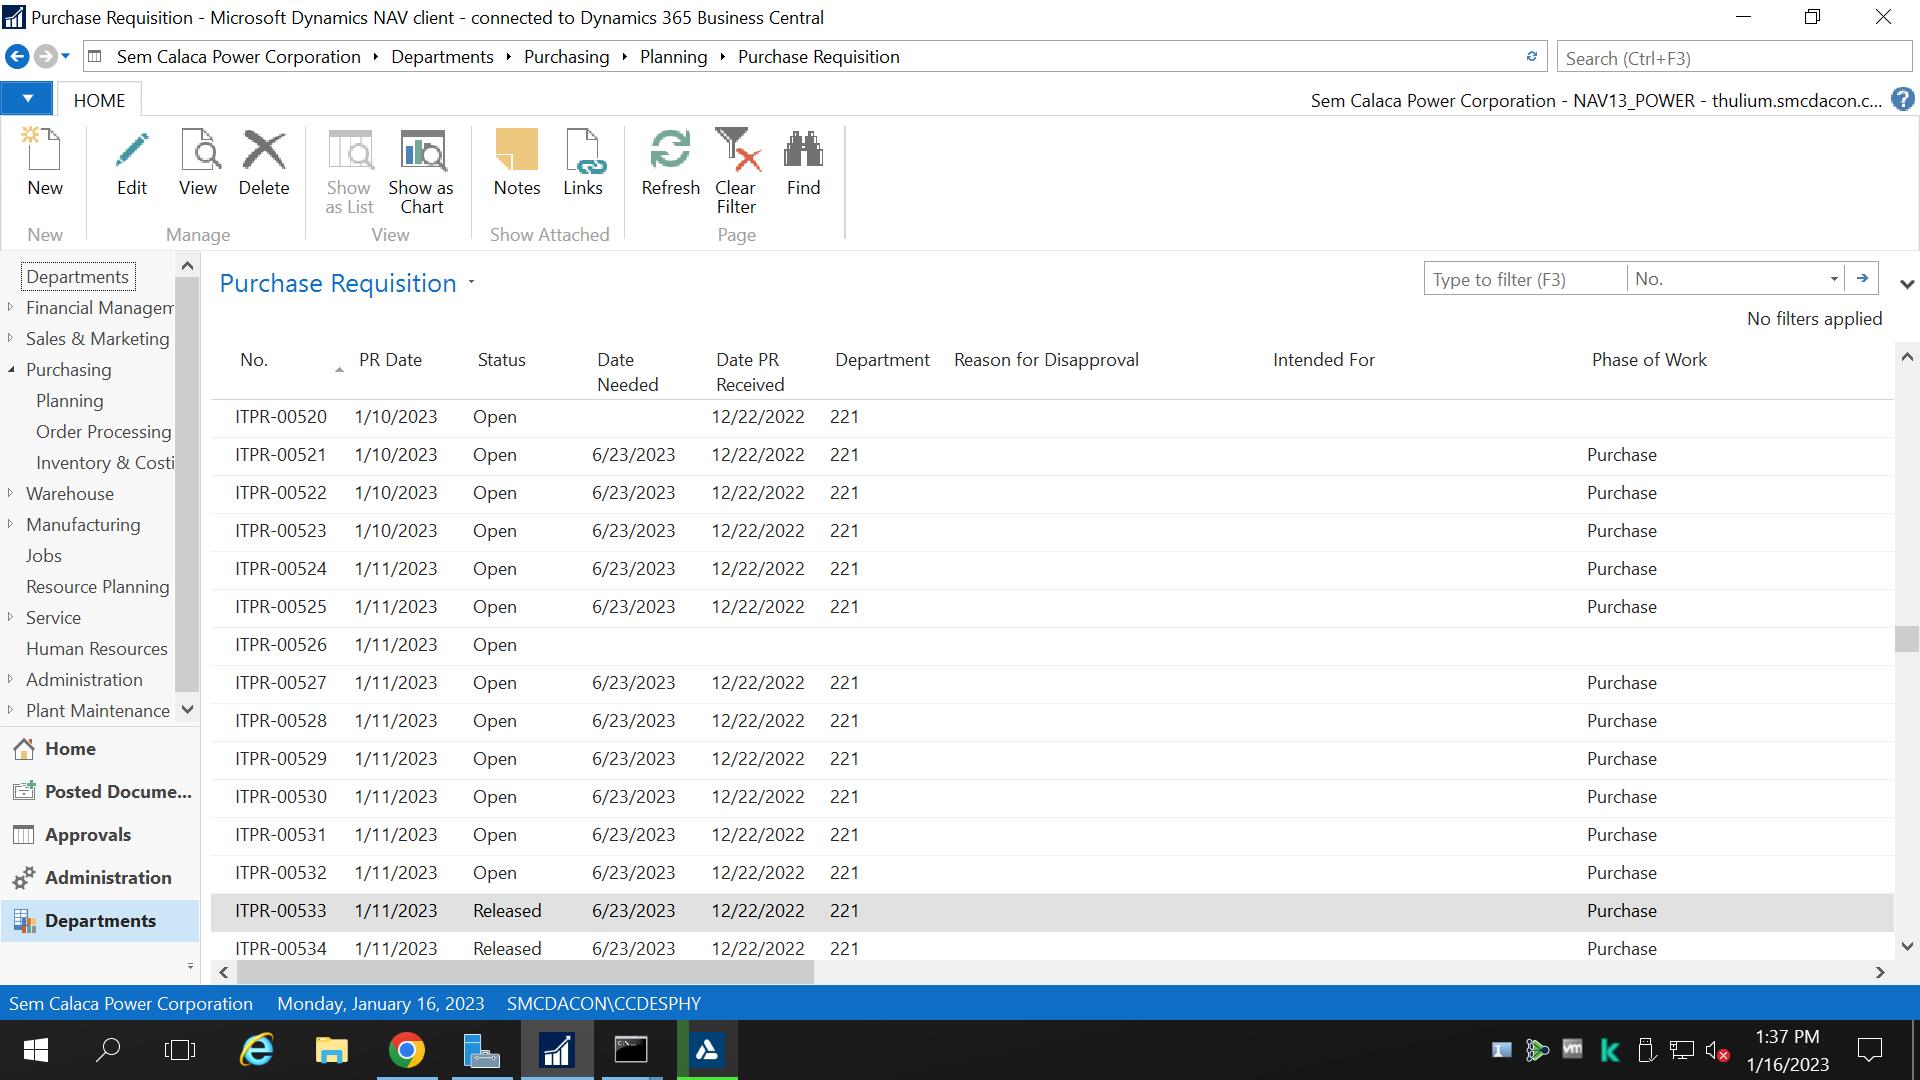 Purchase Requisition - Microsoft Dynamics NAV client - connected to Dynamics 365 Business Central
Sem Calaca Power Corporation Departments Purchasing Planning Purchase Requisition
Search (Ctrl+F3)
HOME
Sem Calaca Power Corporation - NAV13_POWER - thulium.smcdacon.c... ?
New Edit View Delete Show as List Show as Chart Notes Links Refresh Clear Filter Find
New Manage View Show Attached Page
Departments
Financial Managem
Sales & Marketing
Purchasing
Planning
Order Processing
Inventory & Costi
Warehouse
Manufacturing
Jobs
Resource Planning
Service
Human Resources
Administration
Plant Maintenance
Home
Posted Docume...
Approvals
Administration
Departments
Purchase Requisition
Type to filter (F3) No.
No filters applied
No. PR Date Status Date Needed Date PR Received Department Reason for Disapproval Intended For Phase of Work
ITPR-00520 1/10/2023 Open 12/22/2022 221
ITPR-00521 1/10/2023 Open 6/23/2023 12/22/2022 221 Purchase
ITPR-00522 1/10/2023 Open 6/23/2023 12/22/2022 221 Purchase
ITPR-00523 1/10/2023 Open 6/23/2023 12/22/2022 221 Purchase
ITPR-00524 1/11/2023 Open 6/23/2023 12/22/2022 221 Purchase
ITPR-00525 1/11/2023 Open 6/23/2023 12/22/2022 221 Purchase
ITPR-00526 1/11/2023 Open
ITPR-00527 1/11/2023 Open 6/23/2023 12/22/2022 221 Purchase
ITPR-00528 1/11/2023 Open 6/23/2023 12/22/2022 221 Purchase
ITPR-00529 1/11/2023 Open 6/23/2023 12/22/2022 221 Purchase
ITPR-00530 1/11/2023 Open 6/23/2023 12/22/2022 221 Purchase
ITPR-00531 1/11/2023 Open 6/23/2023 12/22/2022 221 Purchase
ITPR-00532 1/11/2023 Open 6/23/2023 12/22/2022 221 Purchase
ITPR-00533 1/11/2023 Released 6/23/2023 12/22/2022 221 Purchase
ITPR-00534 1/11/2023 Released 6/23/2023 12/22/2022 221 Purchase
Sem Calaca Power Corporation Monday, January 16, 2023 SMCDACON\CCDESPHY
1:37 PM
1/16/2023